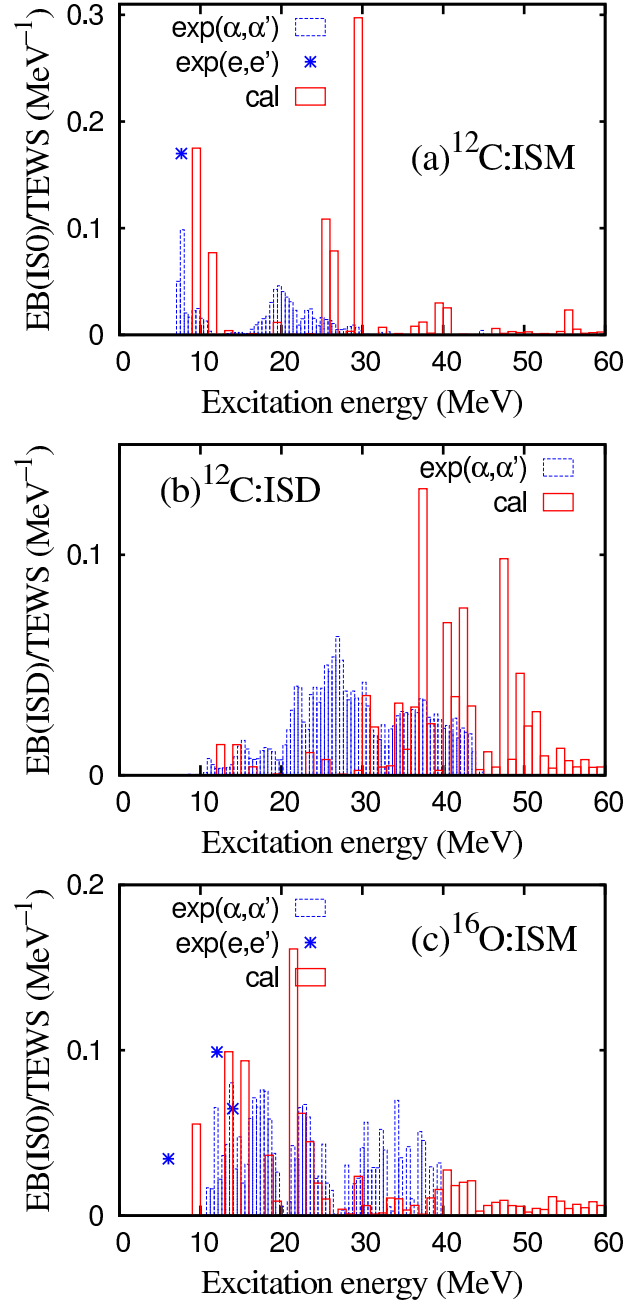 0.3
exp(α,α’)
exp(e,e’)
cal
(a)¹²C:ISM
0.2
0.1
0
EB(IS0)/TEWS (MeV⁻¹)
0 10 20 30 40 50 60
Excitation energy (MeV)
(b)¹²C:ISD
exp(α,α’)
cal
0.1
0
EB(ISD)/TEWS (MeV⁻¹)
0 10 20 30 40 50 60
Excitation energy (MeV)
0.2
exp(α,α’)
exp(e,e’)
cal
(c)¹⁶O:ISM
0.1
0
EB(IS0)/TEWS (MeV⁻¹)
0 10 20 30 40 50 60
Excitation energy (MeV)